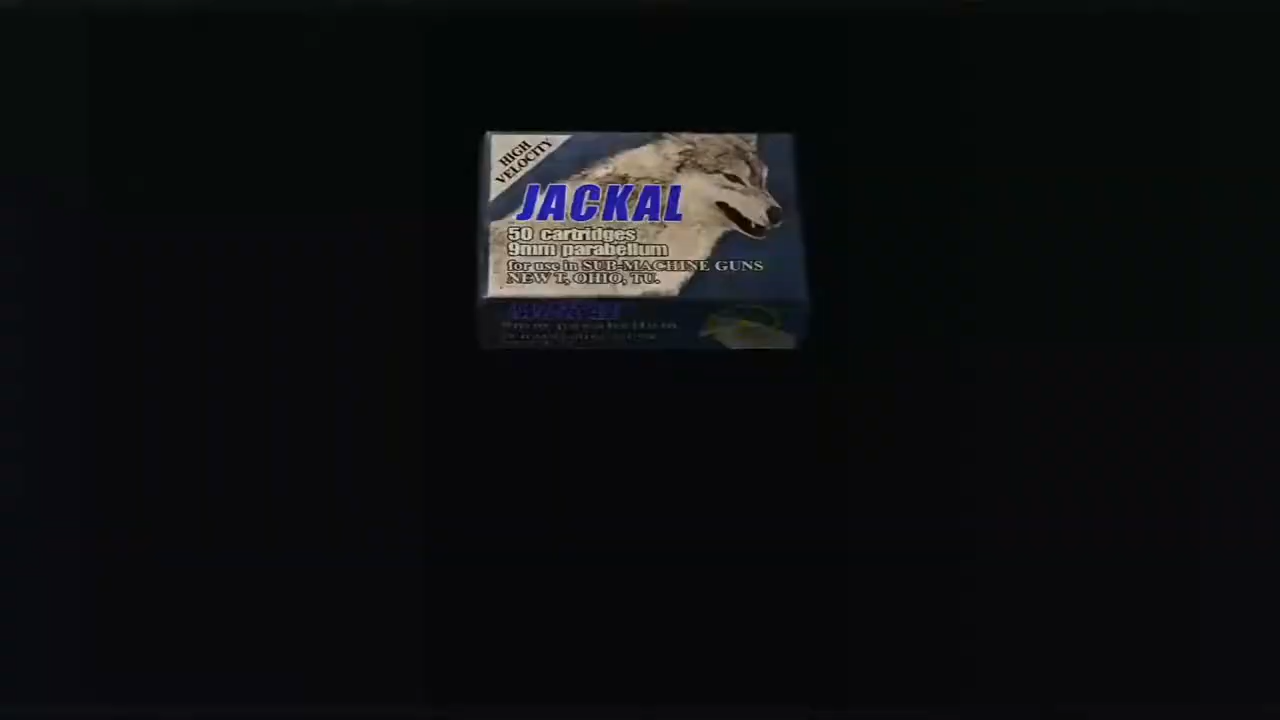 HIGH
VELOCITY
JACKAL
50 cartridges
9mm parabellum
for use in SUB-MACHINE GUNS
NEW T, OHIO, TU.